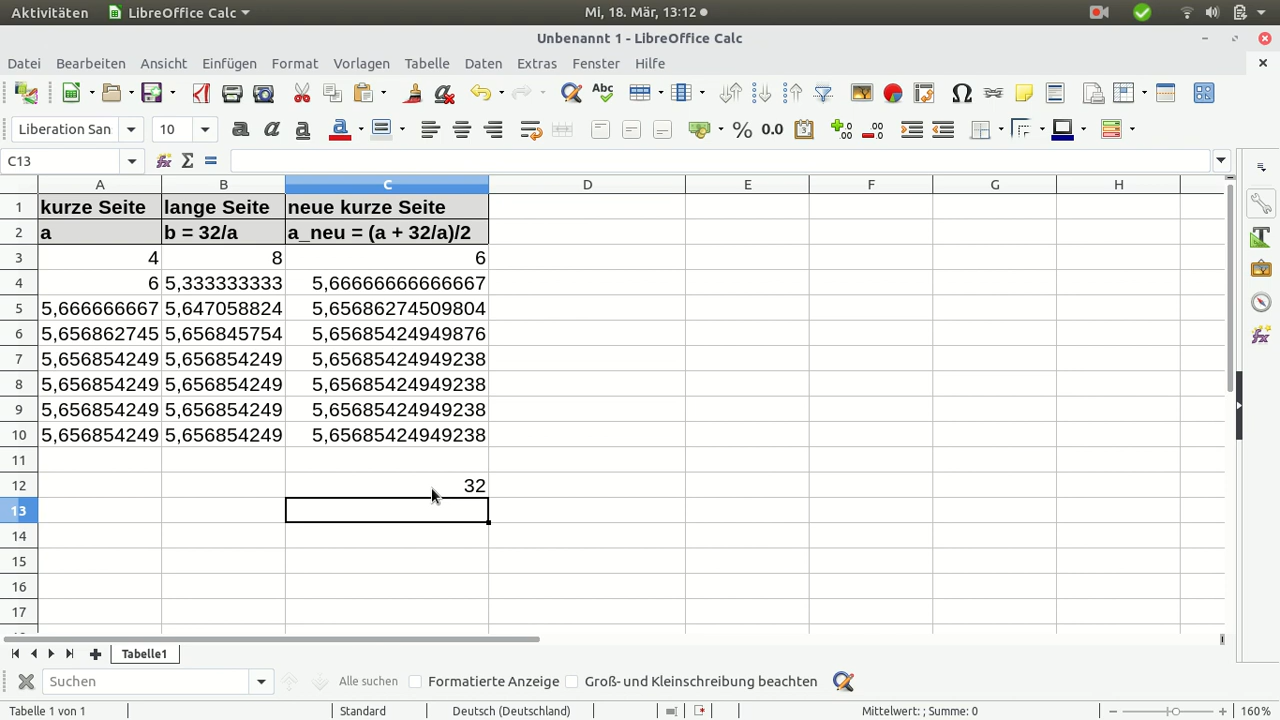 Aktivitäten LibreOffice Calc Mi, 18. Mär, 13:12
Unbenannt 1 - LibreOffice Calc
Datei Bearbeiten Ansicht Einfügen Format Vorlagen Tabelle Daten Extras Fenster Hilfe
Abc
Liberation San 10 a a a a % 0.0
C13 fx Σ =
A B C D E F G H
1 kurze Seite lange Seite neue kurze Seite
2 a b = 32/a a_neu = (a + 32/a)/2
3 4 8 6
4 6 5,333333333 5,66666666666667
5 5,666666667 5,647058824 5,65686274509804
6 5,656862745 5,656845754 5,65685424949876
7 5,656854249 5,656854249 5,65685424949238
8 5,656854249 5,656854249 5,65685424949238
9 5,656854249 5,656854249 5,65685424949238
10 5,656854249 5,656854249 5,65685424949238
11
12 32
13
14
15
16
17
Tabelle1
Suchen Alle suchen Formatierte Anzeige Groß- und Kleinschreibung beachten
Tabelle 1 von 1 Standard Deutsch (Deutschland) Mittelwert: ; Summe: 0 160%